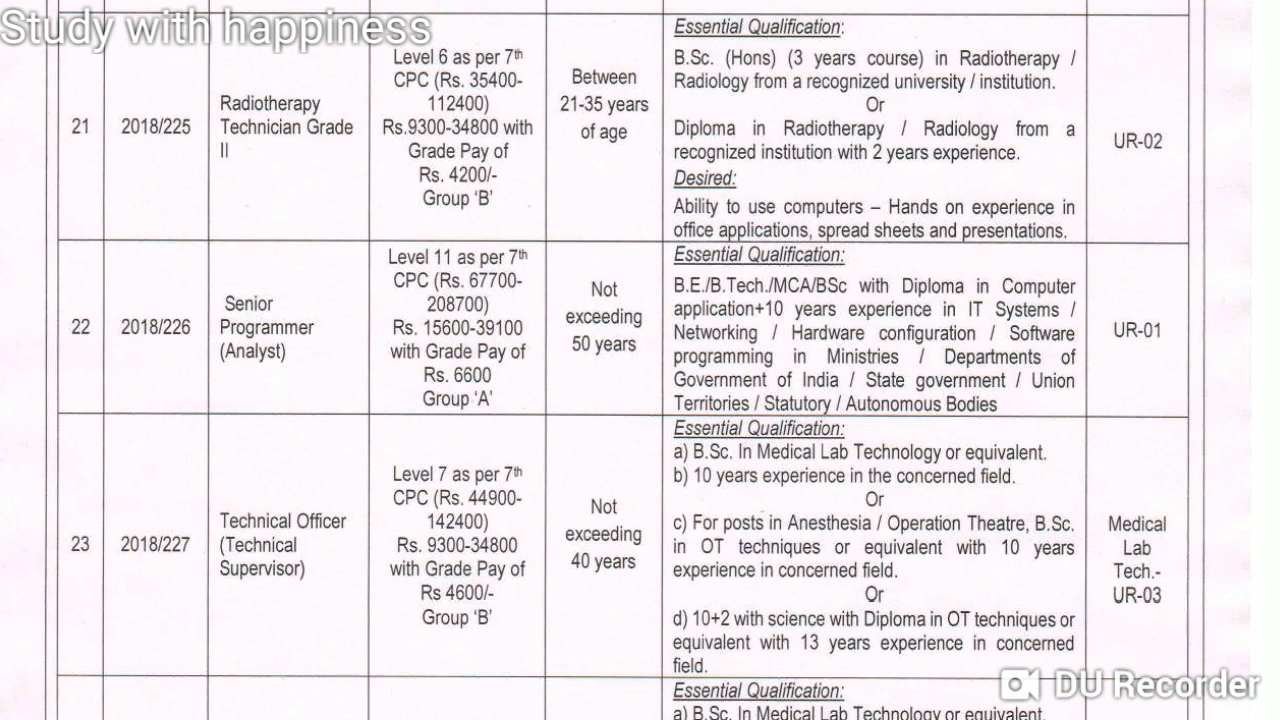 Study with happiness
21
2018/225
Radiotherapy
Technician Grade
II
Level 6 as per 7th
CPC (Rs. 35400-
112400)
Rs.9300-34800 with
Grade Pay of
Rs. 4200/-
Group ‘B’
Between
21-35 years
of age
Essential Qualification:
B.Sc. (Hons) (3 years course) in Radiotherapy /
Radiology from a recognized university / institution.
Or
Diploma in Radiotherapy / Radiology from a
recognized institution with 2 years experience.
Desired:
Ability to use computers – Hands on experience in
office applications, spread sheets and presentations.
UR-02
22
2018/226
Senior
Programmer
(Analyst)
Level 11 as per 7th
CPC (Rs. 67700-
208700)
Rs. 15600-39100
with Grade Pay of
Rs. 6600
Group ‘A’
Not
exceeding
50 years
Essential Qualification:
B.E./B.Tech./MCA/BSc with Diploma in Computer
application+10 years experience in IT Systems /
Networking / Hardware configuration / Software
programming in Ministries / Departments of
Government of India / State government / Union
Territories / Statutory / Autonomous Bodies
UR-01
23
2018/227
Technical Officer
(Technical
Supervisor)
Level 7 as per 7th
CPC (Rs. 44900-
142400)
Rs. 9300-34800
with Grade Pay of
Rs 4600/-
Group ‘B’
Not
exceeding
40 years
Essential Qualification:
a) B.Sc. In Medical Lab Technology or equivalent.
b) 10 years experience in the concerned field.
Or
c) For posts in Anesthesia / Operation Theatre, B.Sc.
in OT techniques or equivalent with 10 years
experience in concerned field.
Or
d) 10+2 with science with Diploma in OT techniques or
equivalent with 13 years experience in concerned
field.
Medical
Lab
Tech.-
UR-03
Essential Qualification:
a) B.Sc. In Medical Lab Technology or equivalent.
DU Recorder